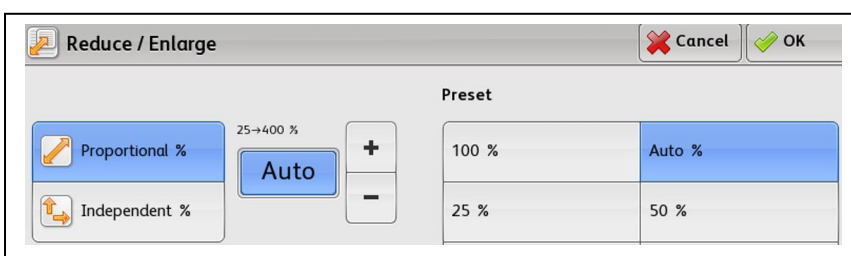 Reduce / Enlarge
Cancel
OK
Preset
25→400 %
Proportional %
Auto
+
100 %
Auto %
Independent %
−
25 %
50 %